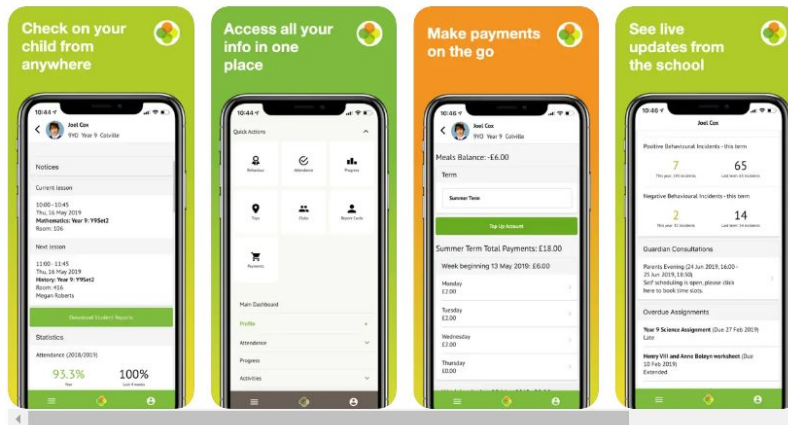 Check on your
child from
anywhere
10:44
Joel Cox
9YO Year 9 Colville
Notices
Current lesson
10:00 - 10:45
Thu, 16 May 2019
Mathematics: Year 9: Y9Set2
Room: 106
Next lesson
11:00 - 11:45
Thu, 16 May 2019
History: Year 9: Y9Set2
Room: 416
Megan Roberts
Download Student Reports
Statistics
Attendance (2018/2019)
93.3% 100%
Year Last 4 weeks
Access all your
info in one
place
10:44
Quick Actions
Behaviour Attendance Progress
Trips Clubs Report Cards
Payments
Main Dashboard
Profile
Attendance
Progress
Activities
Make payments
on the go
10:46
Joel Cox
9YO Year 9 Colville
Meals Balance: -£6.00
Term
Summer Term
Top Up Account
Summer Term Total Payments: £18.00
Week beginning 13 May 2019: £6.00
Monday
£2.00
Tuesday
£2.00
Wednesday
£2.00
Thursday
£0.00
See live
updates from
the school
10:46
Joel Cox
Positive Behavioural Incidents - this term
7 65
Negative Behavioural Incidents - this term
2 14
Guardian Consultations
Parents Evening (24 Jun 2019, 16:00 -
25 Jun 2019, 18:50)
Self scheduling is open, please click
here to book time slots.
Overdue Assignments
Year 9 Science Assignment (Due 27 Feb 2019)
Late
Henry VIII and Anne Boleyn worksheet (Due
10 Feb 2019)
Extended